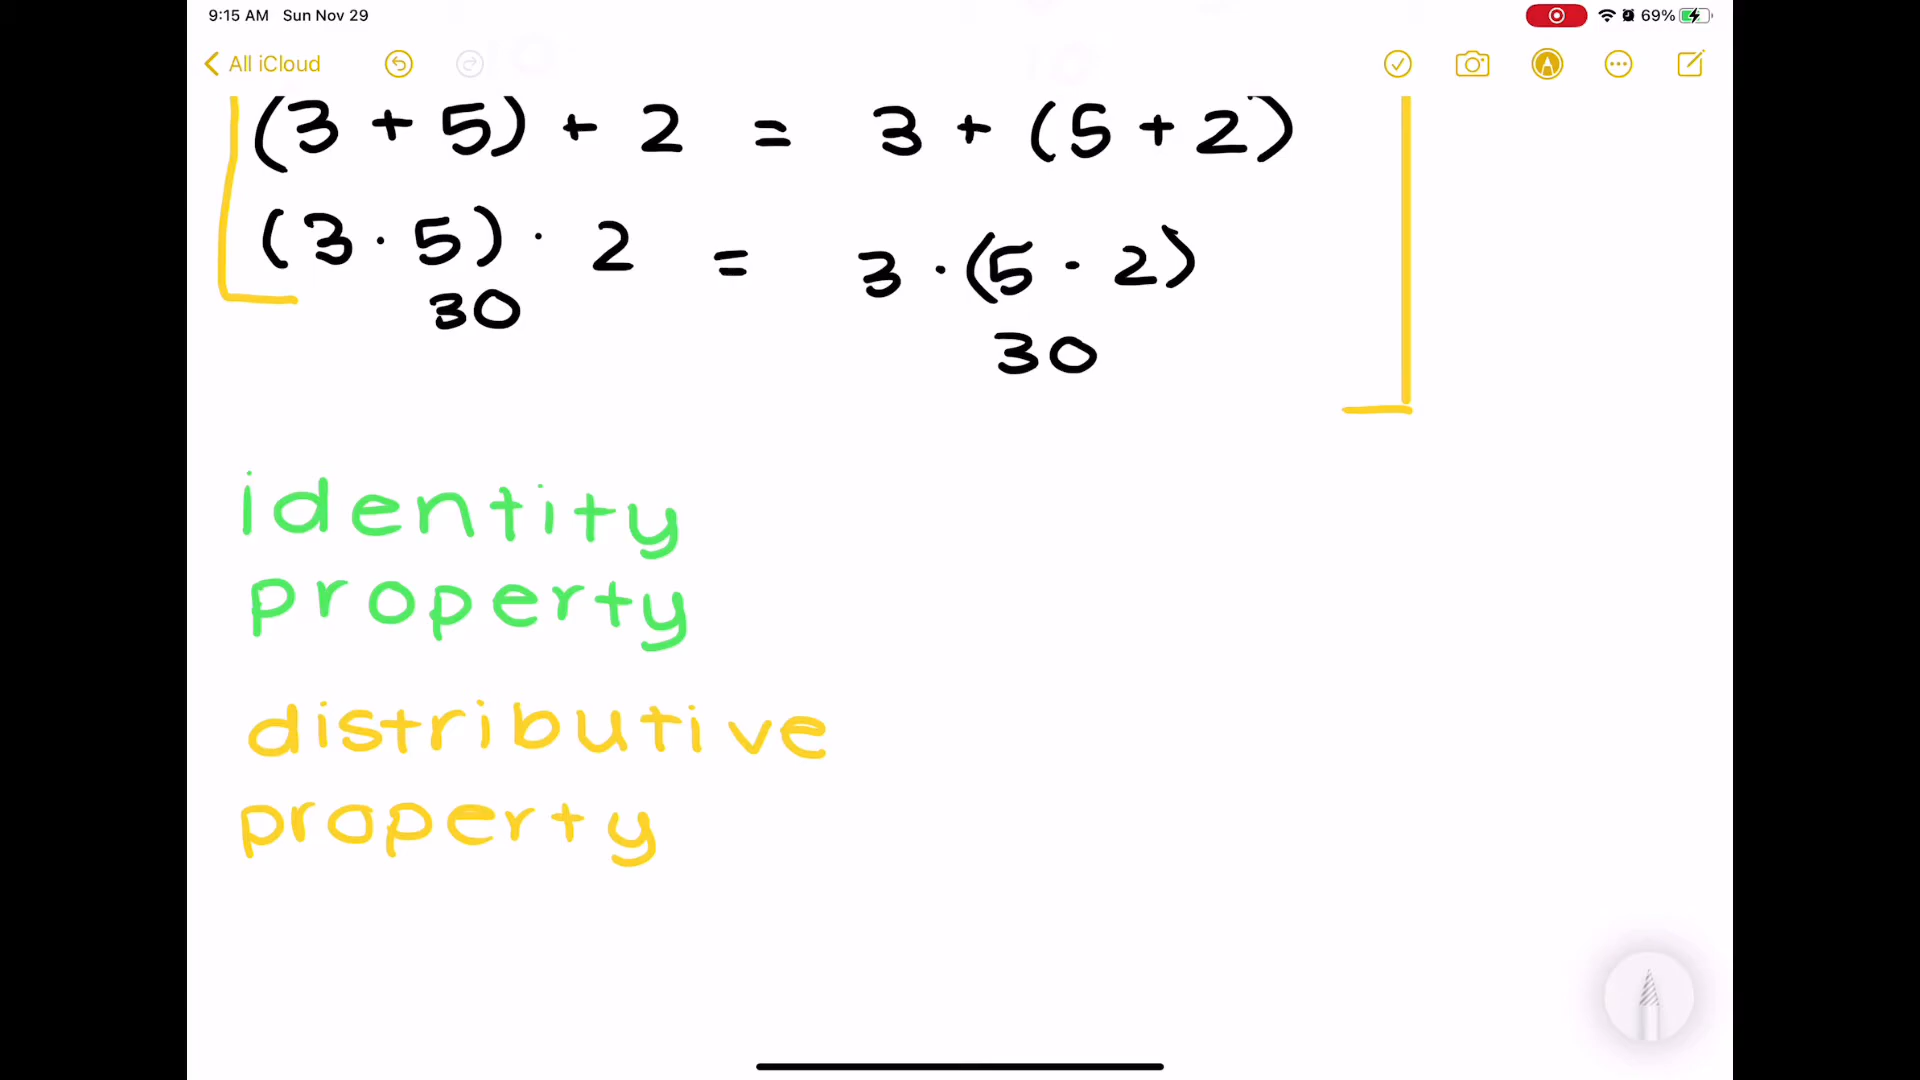 9:15 AM Sun Nov 29
69%
All iCloud
(3 + 5) + 2 = 3 + (5 + 2)
(3 · 5) · 2 = 3 · (5 · 2)
30
30
identity
property
distributive
property